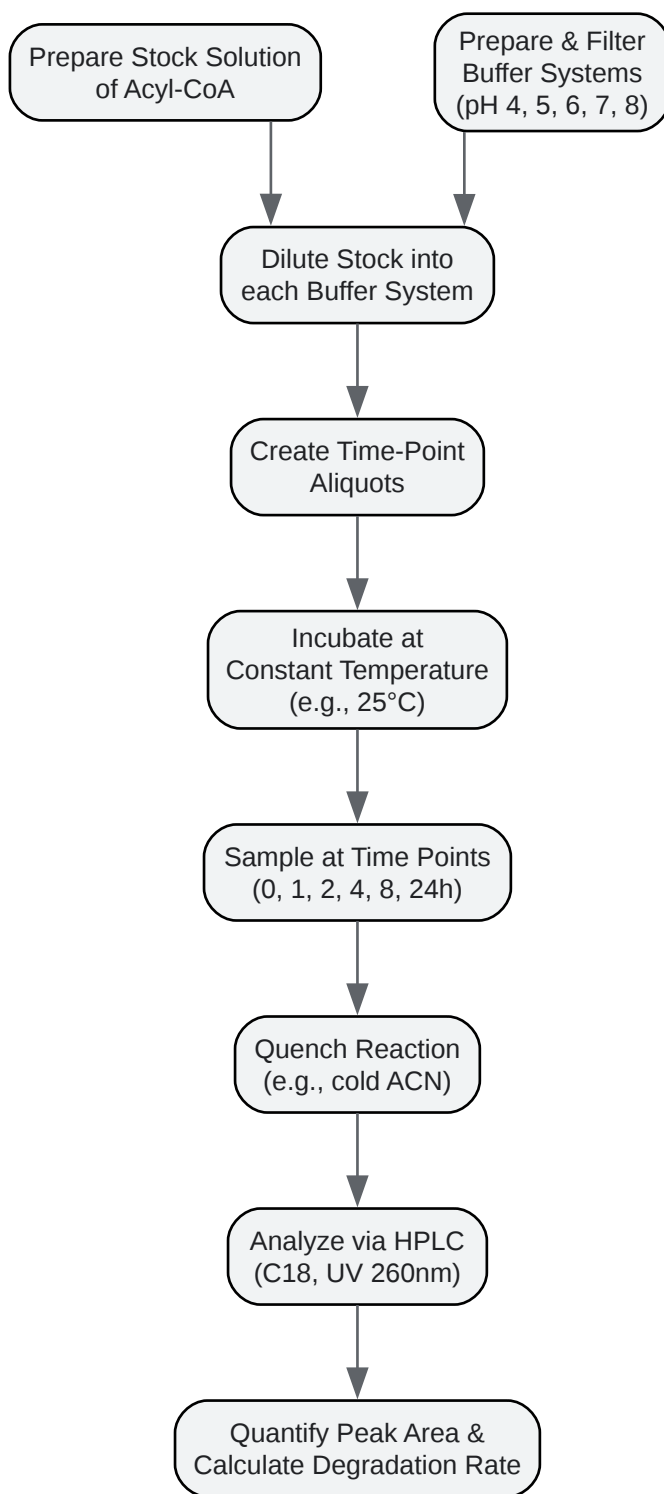 Prepare Stock Solution
of Acyl-CoA
Prepare & Filter
Buffer Systems
(pH 4, 5, 6, 7, 8)
Dilute Stock into
each Buffer System
Create Time-Point
Aliquots
Incubate at
Constant Temperature
(e.g., 25°C)
Sample at Time Points
(0, 1, 2, 4, 8, 24h)
Quench Reaction
(e.g., cold ACN)
Analyze via HPLC
(C18, UV 260nm)
Quantify Peak Area &
Calculate Degradation Rate